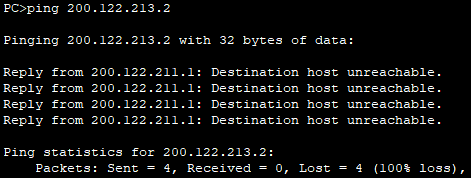 PC>ping 200.122.213.2
Pinging 200.122.213.2 with 32 bytes of data:
Reply from 200.122.211.1: Destination host unreachable.
Reply from 200.122.211.1: Destination host unreachable.
Reply from 200.122.211.1: Destination host unreachable.
Reply from 200.122.211.1: Destination host unreachable.
Ping statistics for 200.122.213.2:
Packets: Sent = 4, Received = 0, Lost = 4 (100% loss),